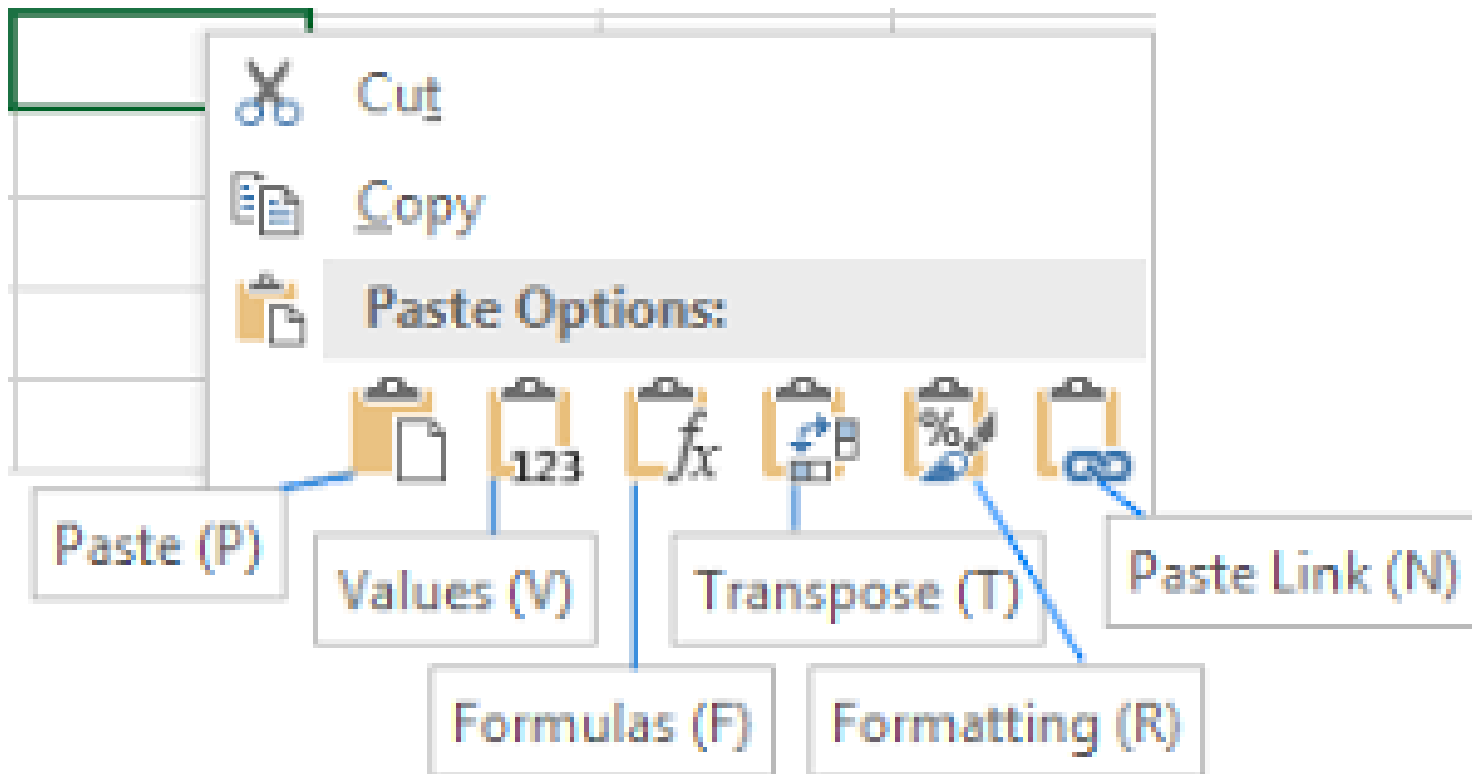 Cut
Copy
Paste Options:
123
fx
%
Paste (P)
Values (V)
Transpose (T)
Paste Link (N)
Formulas (F)
Formatting (R)